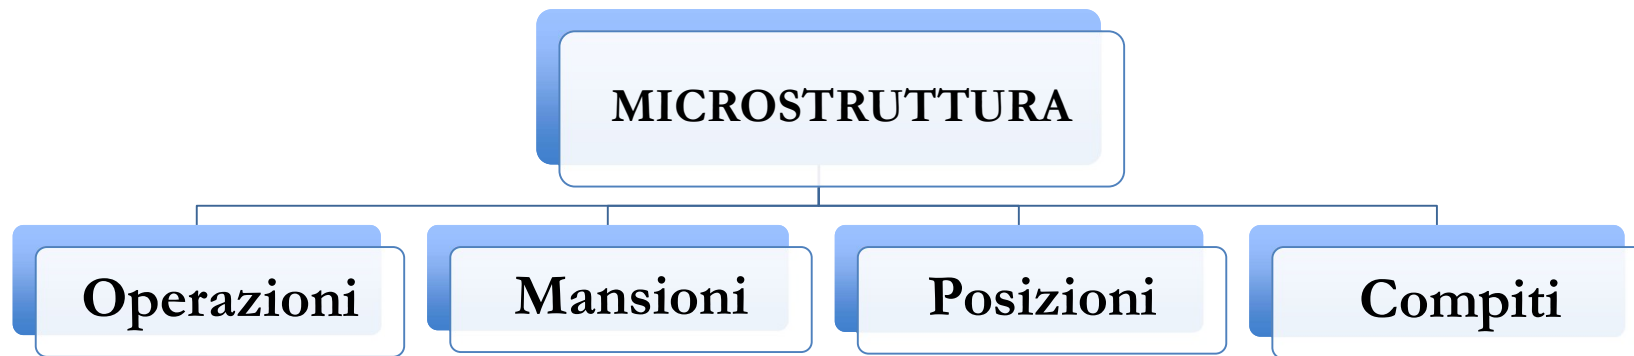 MICROSTRUTTURA
Operazioni
Mansioni
Posizioni
Compiti